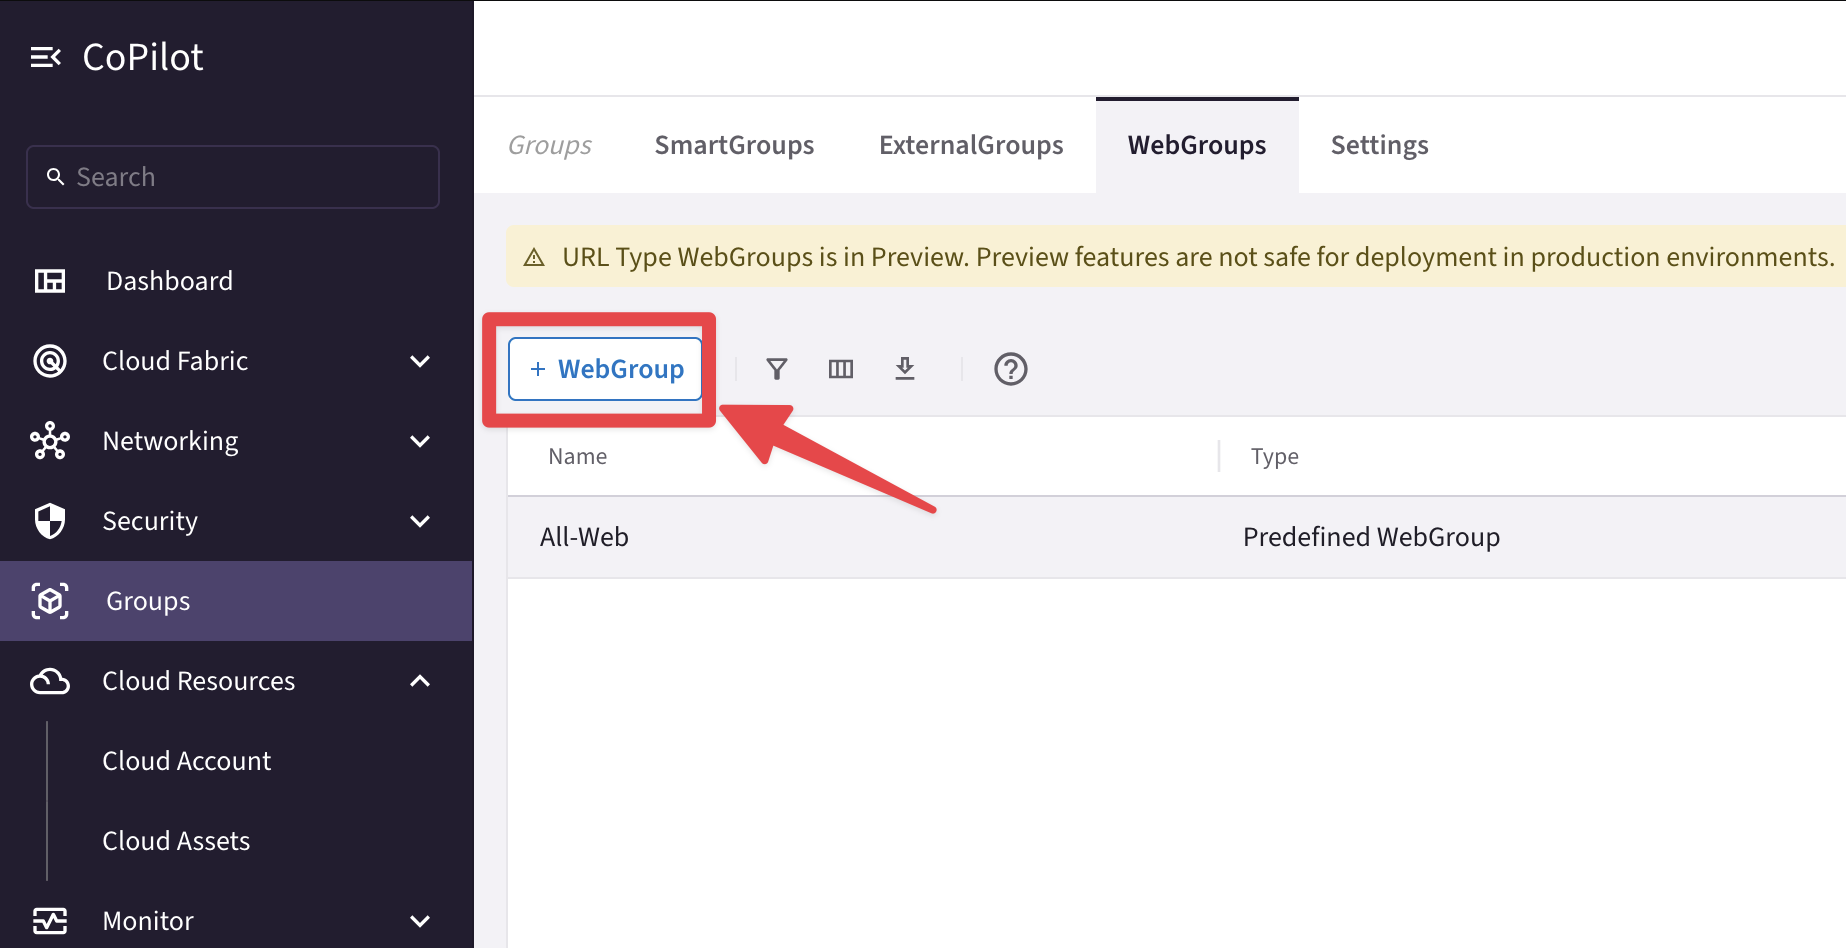 CoPilot
Search
Dashboard
Cloud Fabric
Networking
Security
Groups
Cloud Resources
Cloud Account
Cloud Assets
Monitor
Groups SmartGroups ExternalGroups WebGroups Settings
URL Type WebGroups is in Preview. Preview features are not safe for deployment in production environments.
+ WebGroup
Name Type
All-Web Predefined WebGroup